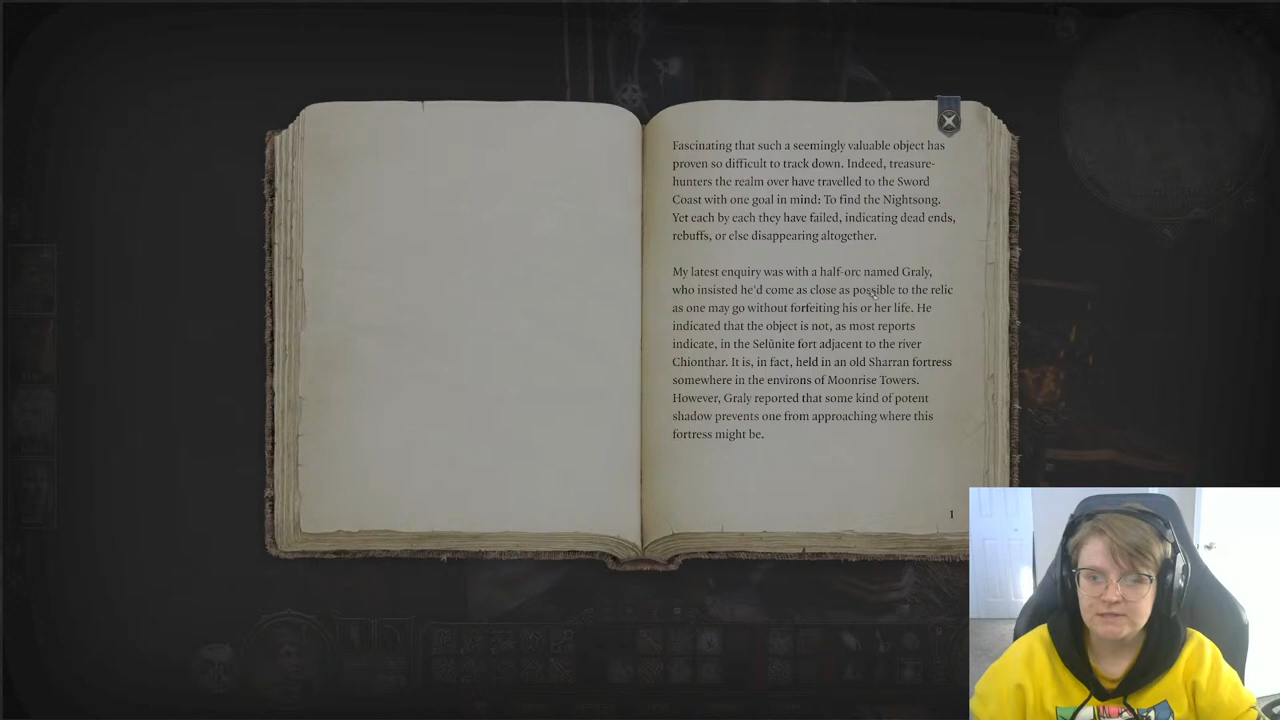 Fascinating that such a seemingly valuable object has
proven so difficult to track down. Indeed, treasure-
hunters the realm over have travelled to the Sword
Coast with one goal in mind: To find the Nightsong.
Yet each by each they have failed, indicating dead ends,
rebuffs, or else disappearing altogether.
My latest enquiry was with a half-orc named Graly,
who insisted he'd come as close as possible to the relic
as one may go without forfeiting his or her life. He
indicated that the object is not, as most reports
indicate, in the Selûnite fort adjacent to the river
Chionthar. It is, in fact, held in an old Sharran fortress
somewhere in the environs of Moonrise Towers.
However, Graly reported that some kind of potent
shadow prevents one from approaching where this
fortress might be.
1